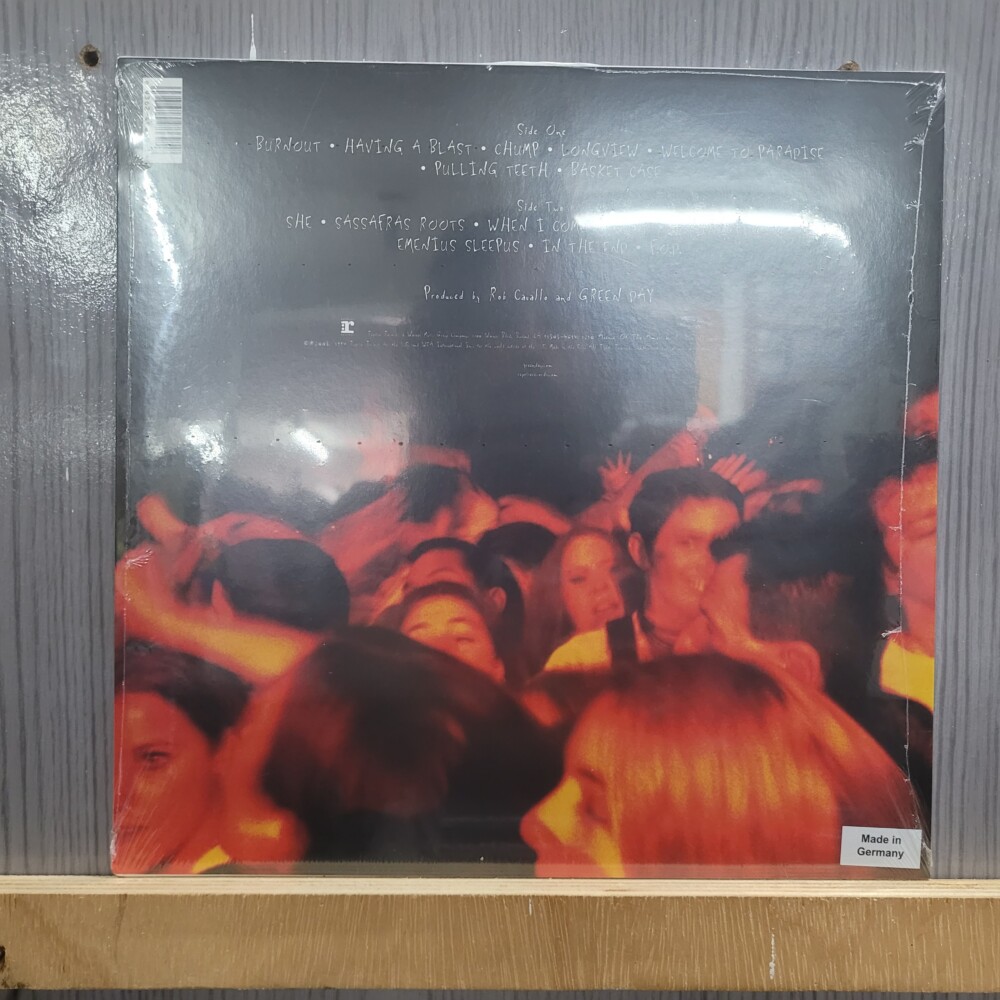 Side One
BURNOUT • HAVING A BLAST • CHUMP • LONGVIEW • WELCOME TO PARADISE
• PULLING TEETH • BASKET CASE
Side Two
SHE • SASSAFRAS ROOTS • WHEN I COM
EMENIUS SLEEPUS • IN THE END •
Produced by Rob Cavallo and GREEN DAY
r
Made in
Germany